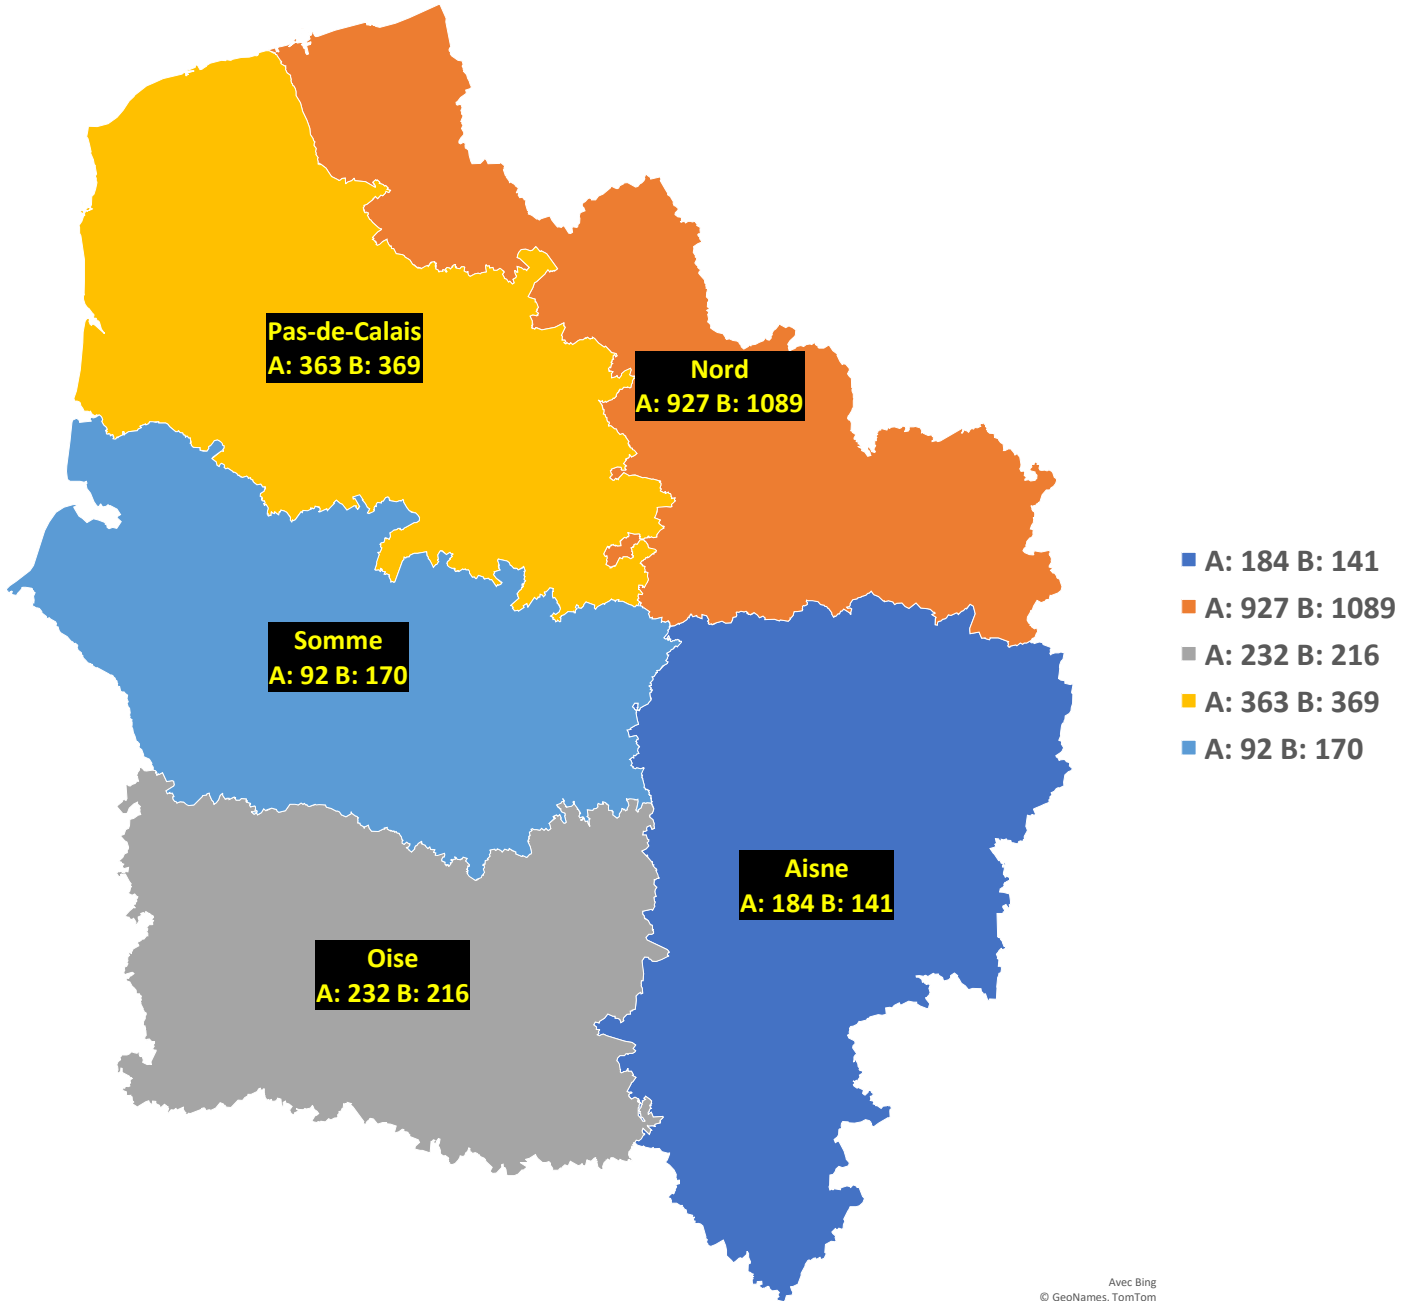 Pas-de-Calais
A: 363 B: 369
Nord
A: 927 B: 1089
Somme
A: 92 B: 170
Aisne
A: 184 B: 141
Oise
A: 232 B: 216
A: 184 B: 141
A: 927 B: 1089
A: 232 B: 216
A: 363 B: 369
A: 92 B: 170
Avec Bing
© GeoNames, TomTom